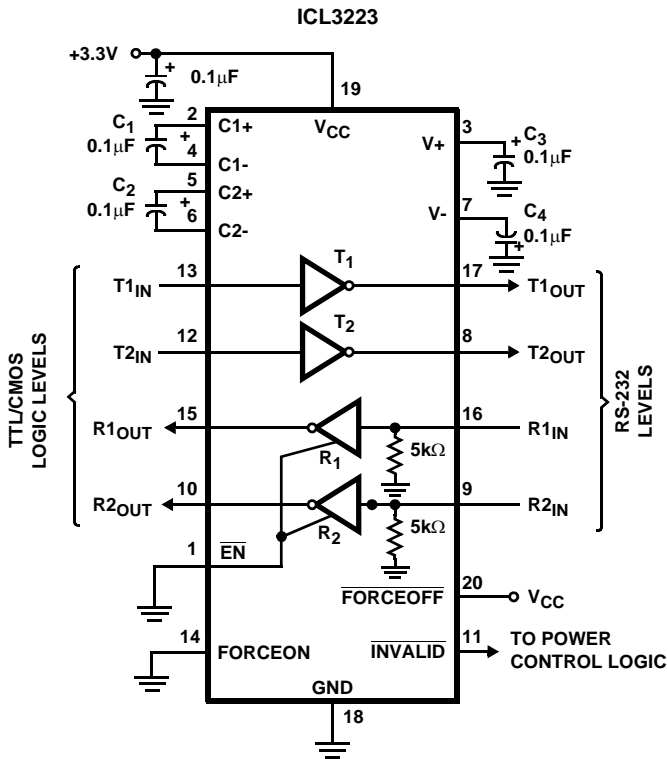 ICL3223
+3.3V
+
0.1μF
19
C1
0.1μF
2
+
4
C1+
C1-
VCC
V+
3
+
C3
0.1μF
C2
0.1μF
5
+
6
C2+
C2-
V-
7
C4
0.1μF
+
T1IN
13
T1
17
T1OUT
T2IN
12
T2
8
T2OUT
TTL/CMOS
LOGIC LEVELS
RS-232
LEVELS
R1OUT
15
R1
5kΩ
16
R1IN
R2OUT
10
R2
5kΩ
9
R2IN
1
EN
FORCEOFF
20
VCC
14
FORCEON
INVALID
11
TO POWER
CONTROL LOGIC
GND
18